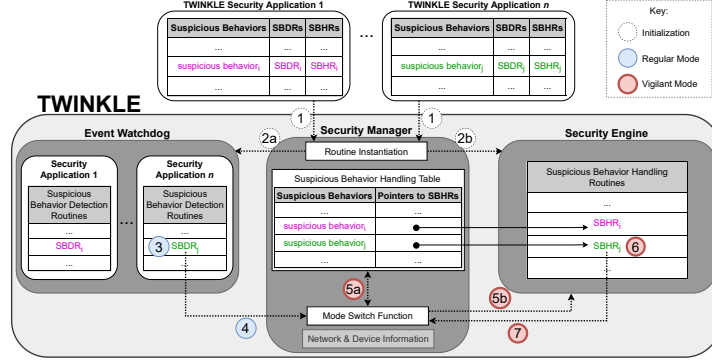 TWINKLE Security Application 1
Suspicious Behaviors SBDRs SBHRs
... ... ...
suspicious behaviorᵢ SBDRᵢ SBHRᵢ
... ... ...
...
TWINKLE Security Application n
Suspicious Behaviors SBDRs SBHRs
... ... ...
suspicious behaviorⱼ SBDRⱼ SBHRⱼ
... ... ...
Key:
Initialization
Regular Mode
Vigilant Mode
TWINKLE
1
1
2a
2b
Event Watchdog
Security
Application 1
Suspicious
Behavior Detection
Routines
...
SBDRᵢ
...
...
Security
Application n
Suspicious
Behavior Detection
Routines
...
3
SBDRⱼ
...
4
Security Manager
Routine Instantiation
Suspicious Behavior Handling Table
Suspicious Behaviors Pointers to SBHRs
... ...
suspicious behaviorᵢ
suspicious behaviorⱼ
... ...
5a
Mode Switch Function
Network & Device Information
Security Engine
Suspicious Behavior Handling
Routines
...
SBHRᵢ
SBHRⱼ
6
...
5b
7